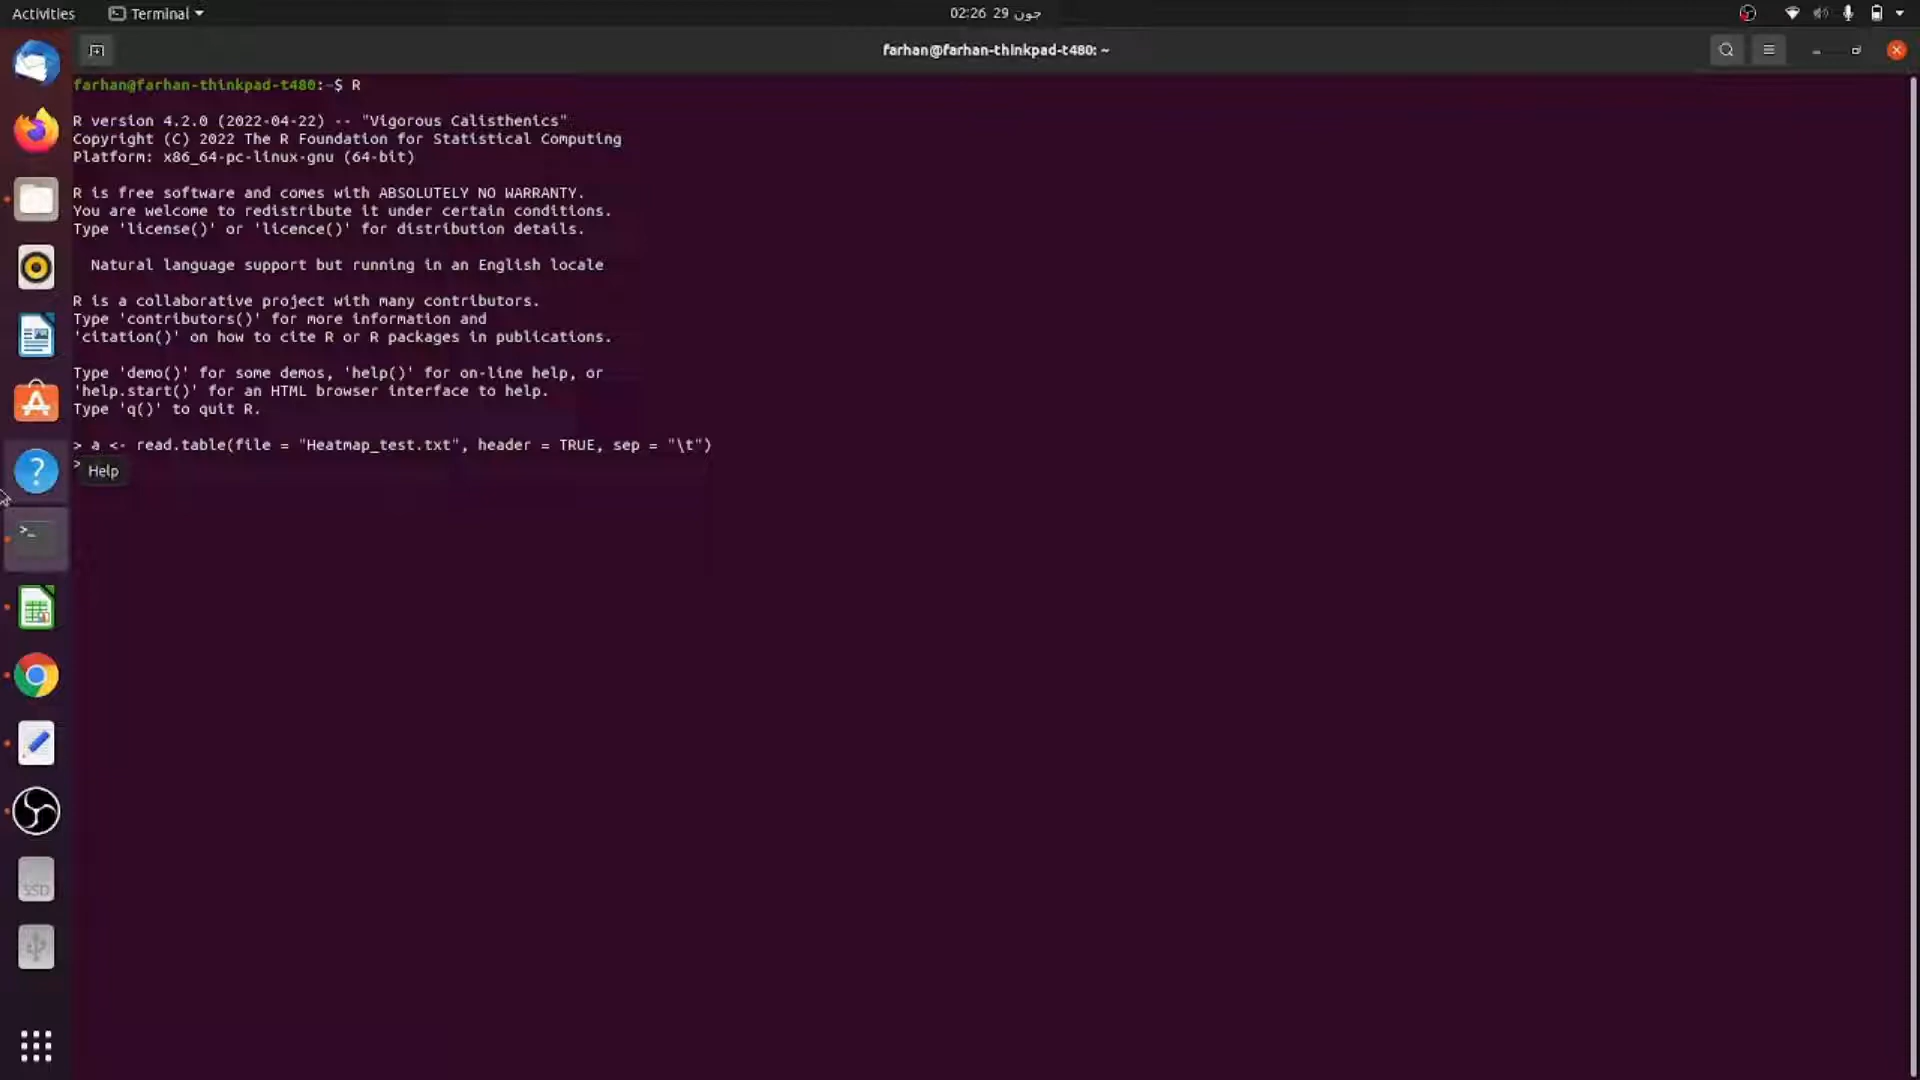 Activities
Terminal
02:26 29 جون
farhan@farhan-thinkpad-t480: ~
farhan@farhan-thinkpad-t480:~$ R
R version 4.2.0 (2022-04-22) -- "Vigorous Calisthenics"
Copyright (C) 2022 The R Foundation for Statistical Computing
Platform: x86_64-pc-linux-gnu (64-bit)
R is free software and comes with ABSOLUTELY NO WARRANTY.
You are welcome to redistribute it under certain conditions.
Type 'license()' or 'licence()' for distribution details.
Natural language support but running in an English locale
R is a collaborative project with many contributors.
Type 'contributors()' for more information and
'citation()' on how to cite R or R packages in publications.
Type 'demo()' for some demos, 'help()' for on-line help, or
'help.start()' for an HTML browser interface to help.
Type 'q()' to quit R.
> a <- read.table(file = "Heatmap_test.txt", header = TRUE, sep = "\t")
>
Help
>_
SSD